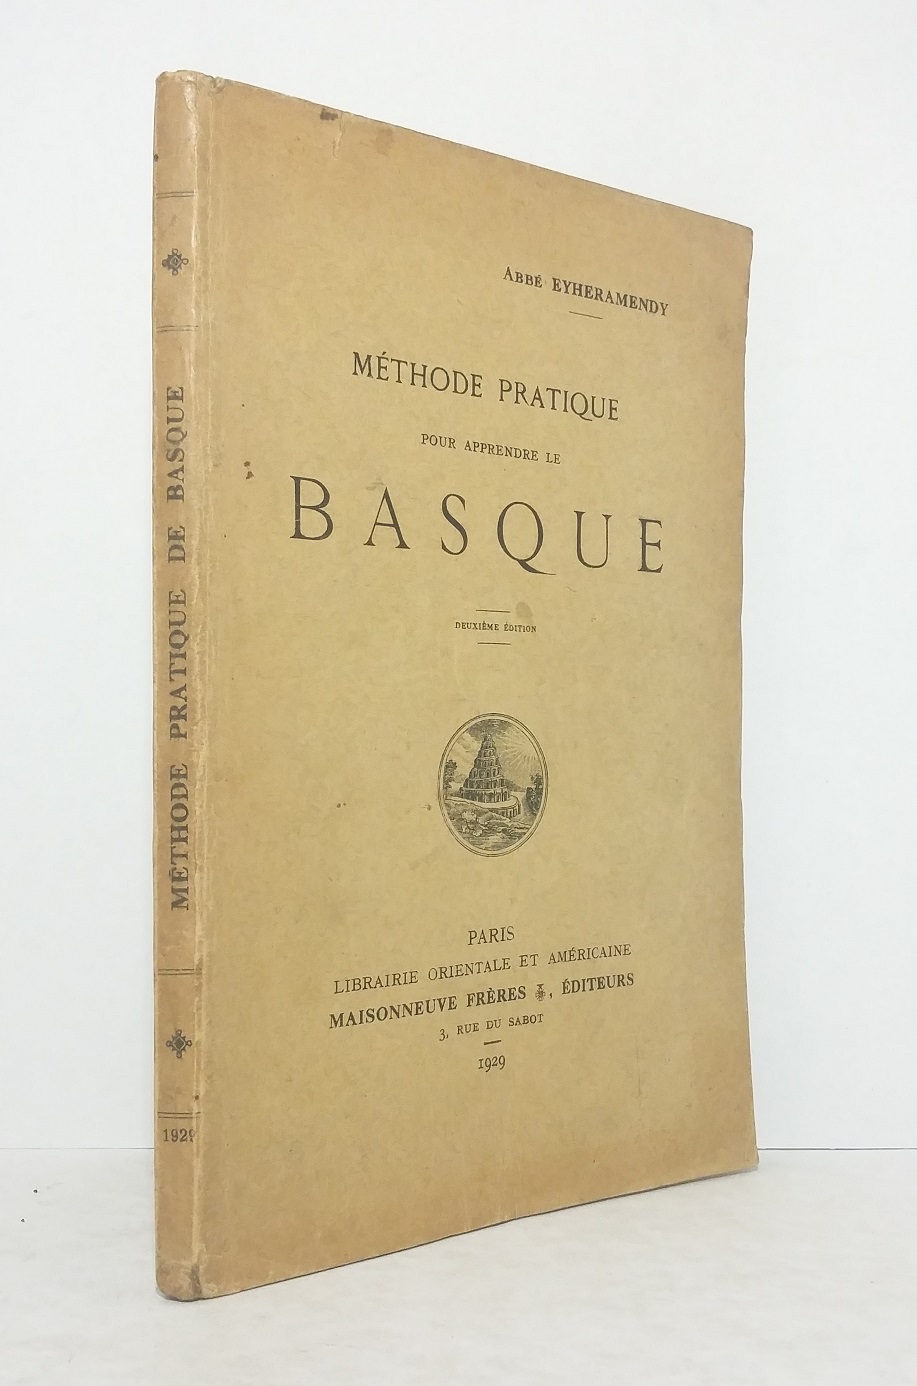 ABBÉ EYHERAMENDY
MÉTHODE PRATIQUE
POUR APPRENDRE LE
BASQUE
DEUXIÈME ÉDITION
PARIS
LIBRAIRIE ORIENTALE ET AMÉRICAINE
MAISONNEUVE FRÈRES, ÉDITEURS
3, RUE DU SABOT
1929
MÉTHODE PRATIQUE DE BASQUE
1929